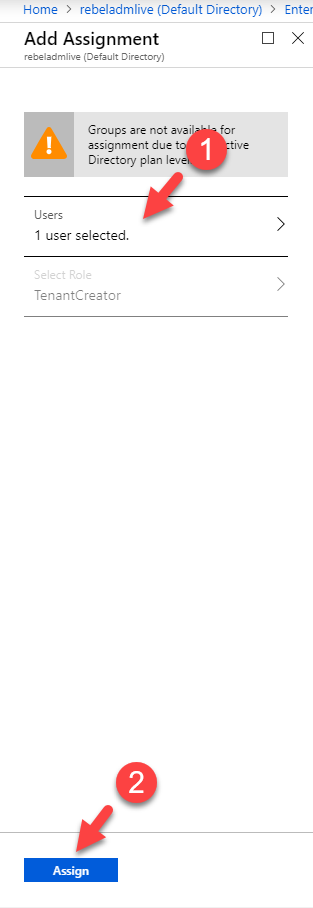 Home > rebeladmlive (Default Directory) > Enter
Add Assignment
rebeladmlive (Default Directory)
Groups are not available for
assignment due to ctive
Directory plan leve
1
Users
1 user selected.
Select Role
TenantCreator
2
Assign